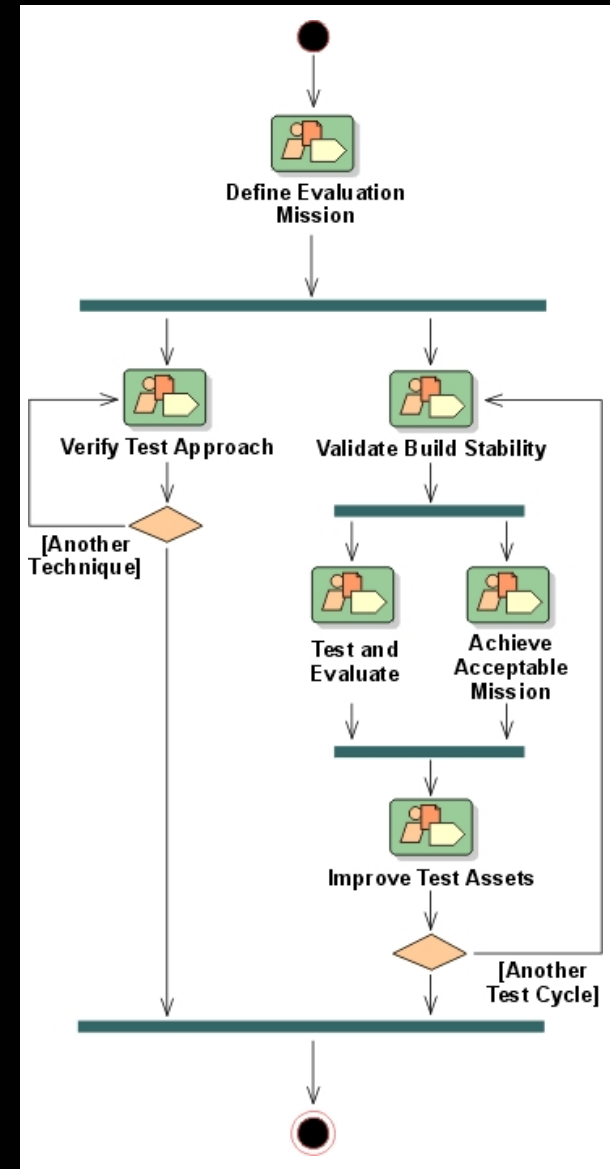 Define Evaluation
Mission
Verify Test Approach
Validate Build Stability
[Another
Technique]
Test and
Evaluate
Achieve
Acceptable
Mission
Improve Test Assets
[Another
Test Cycle]